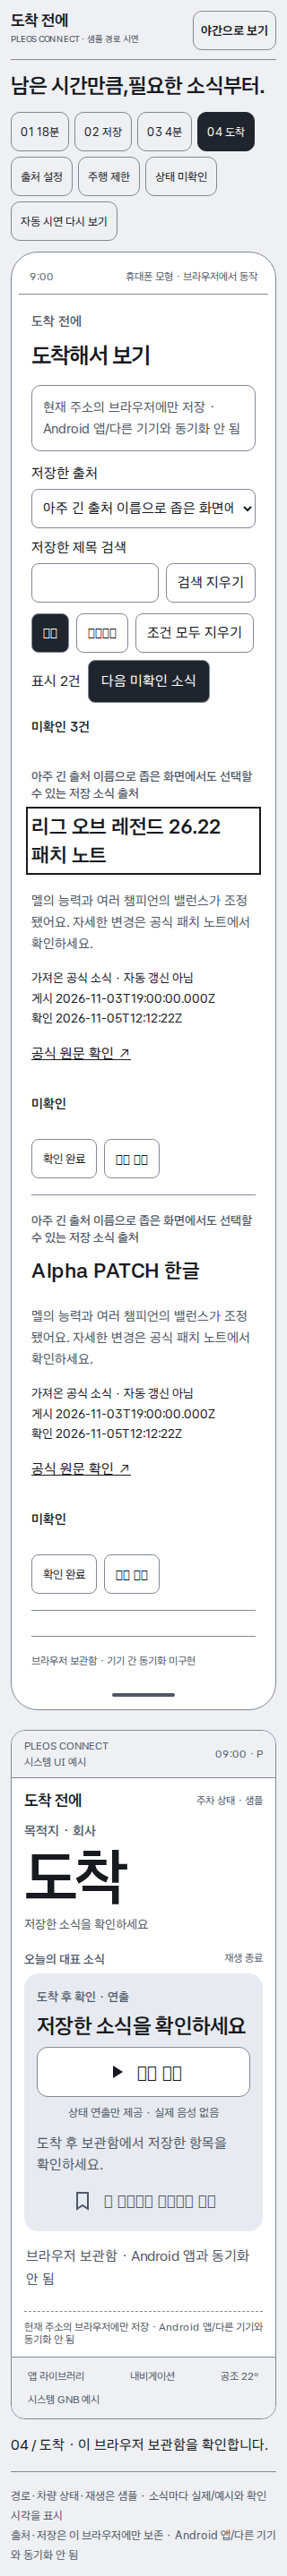 도착 전에
PLEOS CONNECT · 샘플 경로 시연
야간으로 보기
남은 시간만큼,필요한 소식부터.
01 18분
02 저장
03 4분
04 도착
출처 설정
주행 제한
상태 미확인
자동 시연 다시 보기
9:00
휴대폰 모형 · 브라우저에서 동작
도착 전에
도착해서 보기
현재 주소의 브라우저에만 저장 ·
Android 앱/다른 기기와 동기화 안 됨
저장한 출처
아주 긴 출처 이름으로 좁은 화면에
저장한 제목 검색
검색 지우기
조건 모두 지우기
표시 2건
다음 미확인 소식
미확인 3건
아주 긴 출처 이름으로 좁은 화면에서도 선택할
수 있는 저장 소식 출처
리그 오브 레전드 26.22
패치 노트
멜의 능력과 여러 챔피언의 밸런스가 조정
됐어요. 자세한 변경은 공식 패치 노트에서
확인하세요.
가져온 공식 소식 · 자동 갱신 아님
게시 2026-11-03T19:00:00.000Z
확인 2026-11-05T12:12:22Z
공식 원문 확인 ↗
미확인
확인 완료
아주 긴 출처 이름으로 좁은 화면에서도 선택할
수 있는 저장 소식 출처
Alpha PATCH 한글
멜의 능력과 여러 챔피언의 밸런스가 조정
됐어요. 자세한 변경은 공식 패치 노트에서
확인하세요.
가져온 공식 소식 · 자동 갱신 아님
게시 2026-11-03T19:00:00.000Z
확인 2026-11-05T12:12:22Z
공식 원문 확인 ↗
미확인
확인 완료
브라우저 보관함 · 기기 간 동기화 미구현
PLEOS CONNECT
시스템 UI 예시
09:00 · P
도착 전에
주차 상태 · 샘플
목적지 · 회사
도착
저장한 소식을 확인하세요
오늘의 대표 소식
재생 종료
도착 후 확인 · 연출
저장한 소식을 확인하세요
상태 연출만 제공 · 실제 음성 없음
도착 후 보관함에서 저장한 항목을
확인하세요.
브라우저 보관함 · Android 앱과 동기화
안 됨
현재 주소의 브라우저에만 저장 · Android 앱/다른 기기와
동기화 안 됨
앱 라이브러리
내비게이션
공조 22°
시스템 GNB 예시
04 / 도착 · 이 브라우저 보관함을 확인합니다.
경로·차량 상태·재생은 샘플 · 소식마다 실제/예시와 확인
시각을 표시
출처·저장은 이 브라우저에만 보존 · Android 앱/다른 기기
와 동기화 안 됨